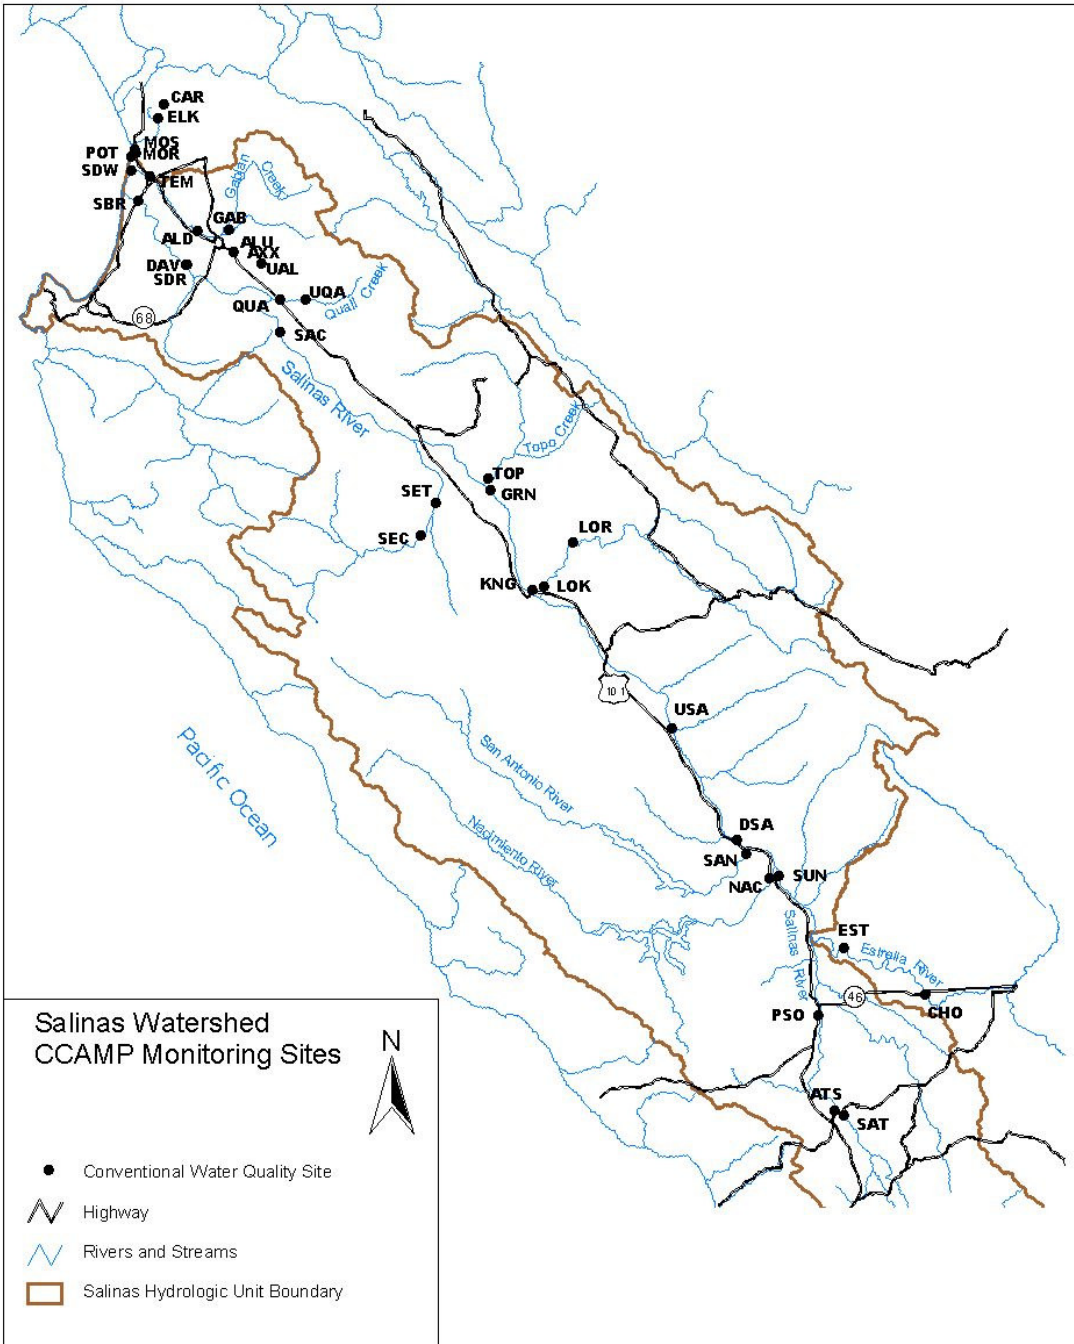 CAR
ELK
MOS
POT
MOR
SDW
TEM
SBR
Gabilan
Creek
GAB
ALD
ALU
AXX
DAV
UAL
SDR
QUA
UQA
Quail Creek
68
SAC
Salinas River
Topo Creek
TOP
SET
GRN
SEC
LOR
KNG
LOK
101
USA
Pacific Ocean
San Antonio River
Nacimiento River
DSA
SAN
NAC
SUN
Salinas River
EST
Estrella River
46
PSO
CHO
ATS
SAT
Salinas Watershed
CCAMP Monitoring Sites
N
Conventional Water Quality Site
Highway
Rivers and Streams
Salinas Hydrologic Unit Boundary